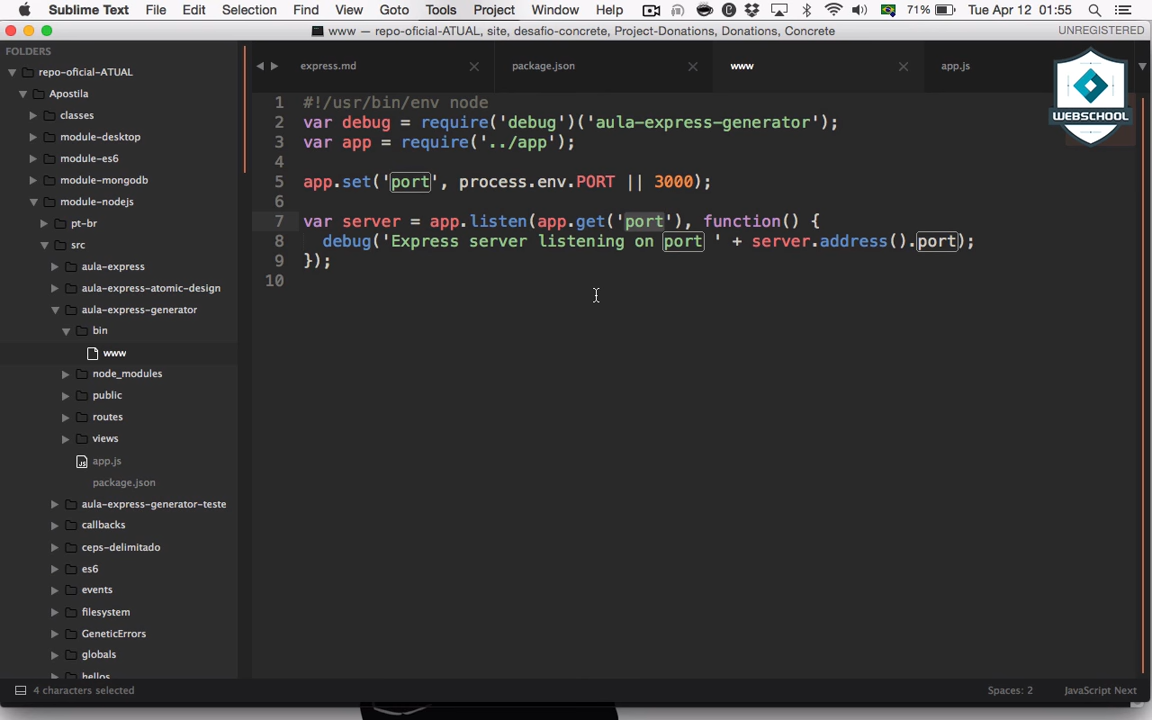 Sublime Text File Edit Selection Find View Goto Tools Project Window Help 71% Tue Apr 12 01:55
www — repo-oficial-ATUAL, site, desafio-concrete, Project-Donations, Donations, Concrete UNREGISTERED
FOLDERS
repo-oficial-ATUAL
Apostila
classes
module-desktop
module-es6
module-mongodb
module-nodejs
pt-br
src
aula-express
aula-express-atomic-design
aula-express-generator
bin
www
node_modules
public
routes
views
app.js
package.json
aula-express-generator-teste
callbacks
ceps-delimitado
es6
events
filesystem
GeneticErrors
globals
hellos
express.md package.json www app.js
WEBSCHOOL
1 #!/usr/bin/env node
2 var debug = require('debug')('aula-express-generator');
3 var app = require('../app');
4
5 app.set('port', process.env.PORT || 3000);
6
7 var server = app.listen(app.get('port'), function() {
8 debug('Express server listening on port ' + server.address().port);
9 });
10
4 characters selected Spaces: 2 JavaScript Next